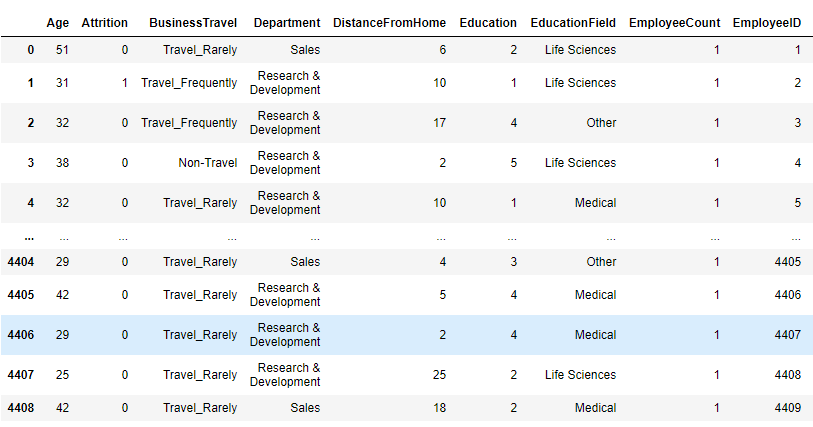 Age Attrition BusinessTravel Department DistanceFromHome Education EducationField EmployeeCount EmployeeID
0 51 0 Travel_Rarely Sales 6 2 Life Sciences 1 1
1 31 1 Travel_Frequently Research & Development 10 1 Life Sciences 1 2
2 32 0 Travel_Frequently Research & Development 17 4 Other 1 3
3 38 0 Non-Travel Research & Development 2 5 Life Sciences 1 4
4 32 0 Travel_Rarely Research & Development 10 1 Medical 1 5
... ... ... ... ... ... ... ... ... ...
4404 29 0 Travel_Rarely Sales 4 3 Other 1 4405
4405 42 0 Travel_Rarely Research & Development 5 4 Medical 1 4406
4406 29 0 Travel_Rarely Research & Development 2 4 Medical 1 4407
4407 25 0 Travel_Rarely Research & Development 25 2 Life Sciences 1 4408
4408 42 0 Travel_Rarely Sales 18 2 Medical 1 4409